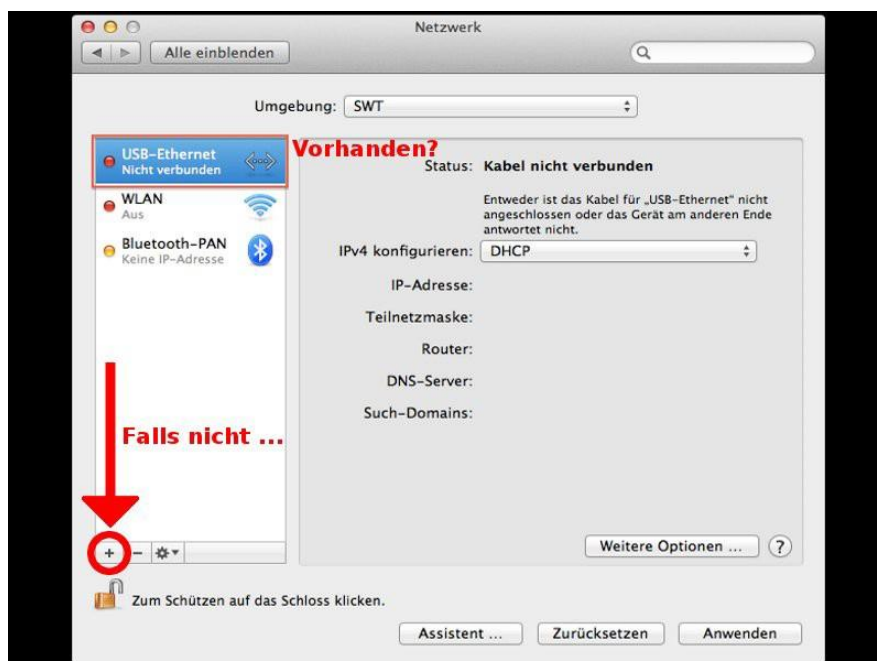 Netzwerk
Alle einblenden
Umgebung: SWT
USB-Ethernet
Nicht verbunden
Vorhanden?
WLAN
Aus
Bluetooth-PAN
Keine IP-Adresse
Status: Kabel nicht verbunden
Entweder ist das Kabel für „USB-Ethernet“ nicht
angeschlossen oder das Gerät am anderen Ende
antwortet nicht.
IPv4 konfigurieren: DHCP
IP-Adresse:
Teilnetzmaske:
Router:
DNS-Server:
Such-Domains:
Falls nicht ...
+ −
Weitere Optionen ... ?
Zum Schützen auf das Schloss klicken.
Assistent ... Zurücksetzen Anwenden